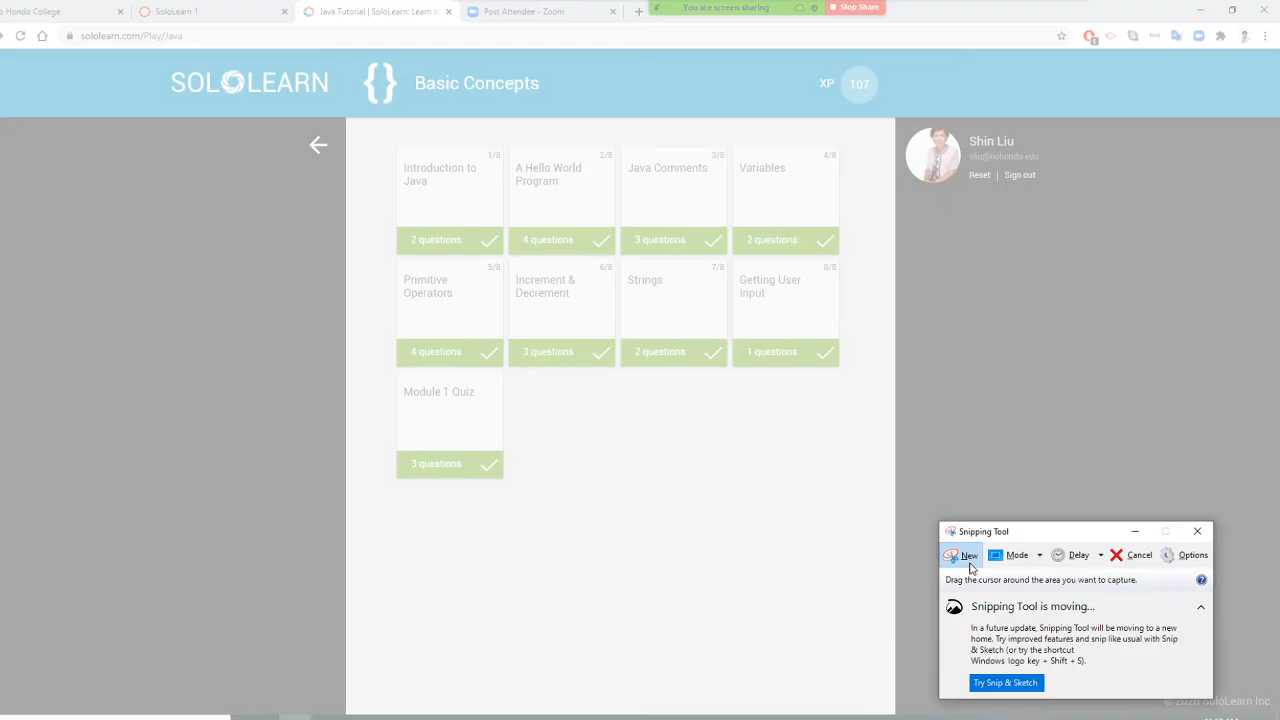 o Hondo College
SoloLearn 1
Java Tutorial | SoloLearn: Learn t
Post Attendee - Zoom
You are screen sharing
Stop Share
sololearn.com/Play/Java
1
SOLOLEARN
{ } Basic Concepts
XP 107
Shin Liu
sliu@riohondo.edu
Reset | Sign out
1/8
Introduction to
Java
2 questions
2/8
A Hello World
Program
4 questions
3/8
Java Comments
3 questions
4/8
Variables
2 questions
5/8
Primitive
Operators
4 questions
6/8
Increment &
Decrement
3 questions
7/8
Strings
2 questions
8/8
Getting User
Input
1 questions
Module 1 Quiz
3 questions
Snipping Tool
New Mode Delay Cancel Options
Drag the cursor around the area you want to capture.
Snipping Tool is moving...
In a future update, Snipping Tool will be moving to a new
home. Try improved features and snip like usual with Snip
& Sketch (or try the shortcut
Windows logo key + Shift + S).
Try Snip & Sketch
© 2020 SoloLearn Inc.